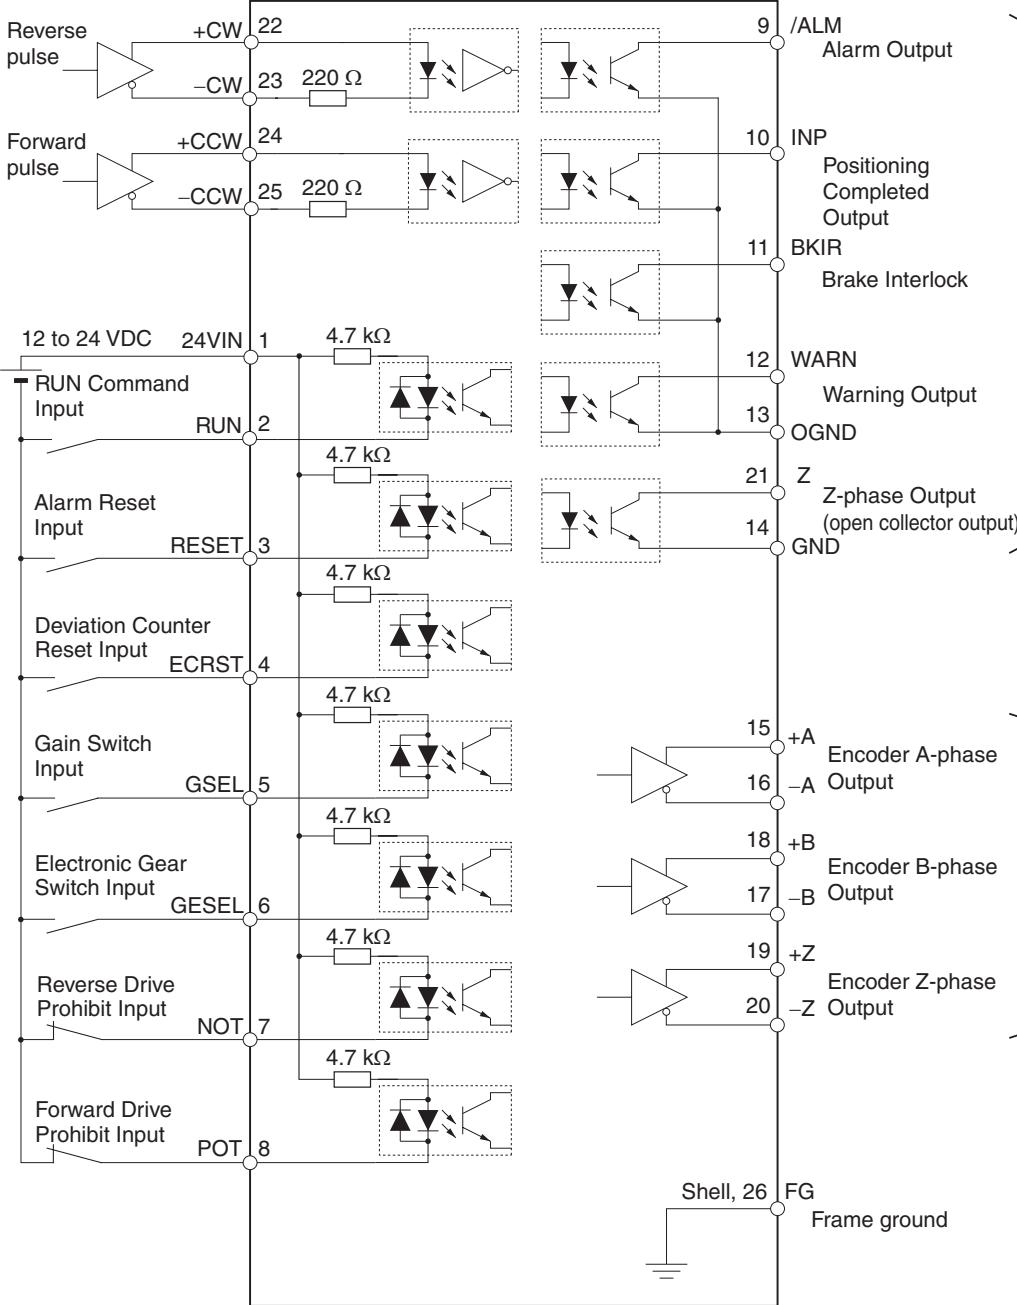 Reverse
pulse
+CW 22
−CW 23 220 Ω
Forward
pulse
+CCW 24
−CCW 25 220 Ω
12 to 24 VDC 24VIN 1 4.7 kΩ
RUN Command
Input
RUN 2
4.7 kΩ
Alarm Reset
Input
RESET 3
4.7 kΩ
Deviation Counter
Reset Input
ECRST 4
4.7 kΩ
Gain Switch
Input
GSEL 5
4.7 kΩ
Electronic Gear
Switch Input
GESEL 6
4.7 kΩ
Reverse Drive
Prohibit Input
NOT 7
4.7 kΩ
Forward Drive
Prohibit Input
POT 8
9 /ALM
Alarm Output
10 INP
Positioning
Completed
Output
11 BKIR
Brake Interlock
12 WARN
Warning Output
13 OGND
21 Z
Z-phase Output
(open collector output)
14 GND
15 +A
Encoder A-phase
16 −A Output
18 +B
Encoder B-phase
17 −B Output
19 +Z
Encoder Z-phase
20 −Z Output
Shell, 26 FG
Frame ground